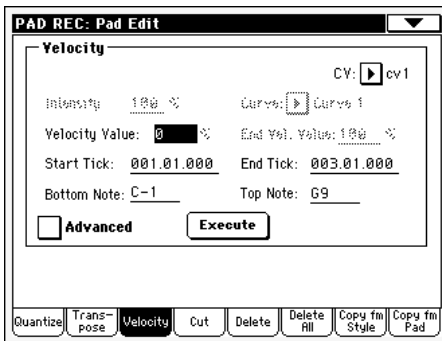 PAD REC: Pad Edit
Velocity
CV: cv1
Intensity 100 % Curve: Curve 1
Velocity Value: 0 % End Vel. Value: 100 %
Start Tick: 001.01.000 End Tick: 003.01.000
Bottom Note: C-1 Top Note: G9
Advanced Execute
Quantize Trans-pose Velocity Cut Delete Delete All Copy fm Style Copy fm Pad